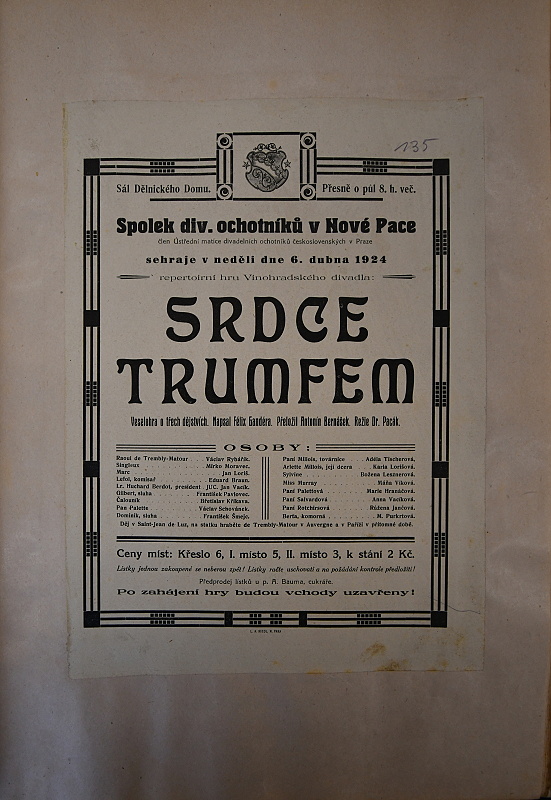 135
Sál Dělnického Domu.
Přesně o půl 8. h. več.
Spolek div. ochotníků v Nové Pace
člen Ústřední matice divadelních ochotníků československých v Praze
sehraje v neděli dne 6. dubna 1924
repertoirní hru Vinohradského divadla:
SRDCE
TRUMFEM
Veselohra o třech dějstvích. Napsal Félix Gandéra. Přeložil Antonín Bernášek. Režie Dr. Pacák.
OSOBY:
Raoul de Trembly-Matour . . Václav Rybářík.
Singleux . . Mirko Moravec.
Marc . . Jan Loriš.
Lefol, komisař . . Eduard Braun.
Lr. Huchard Berdot, president JUC. Jan Vacík.
Gilbert, sluha . . František Pavlovec.
Čalouník . . Břetislav Křikava.
Pan Palette . . Václav Schovánek.
Dominik, sluha . . František Šmejc.
Paní Millois, továrnice . . Adéla Tischerová.
Arlette Millois, její dcera . . Karla Lorišová.
Sylvine . . Božena Lesznerová.
Miss Murray . . Máňa Vlková.
Paní Palettová . . Marie Hranáčová.
Paní Salvardová . . Anna Vacíková.
Paní Rotchirsová . . Růžena Jančová.
Berta, komorná . . M. Purkrtová.
Děj v Saint-Jean de Luz, na statku hraběte de Trembly-Matour v Auvergne a v Paříži v přítomné době.
Ceny míst: Křeslo 6, I. místo 5, II. místo 3, k stání 2 Kč.
Lístky jednou zakoupené se neberou zpět! Lístky račte uschovati a na požádání kontrole předložiti!
Předprodej lístků u p. A. Bauma, cukráře.
Po zahájení hry budou vchody uzavřeny!